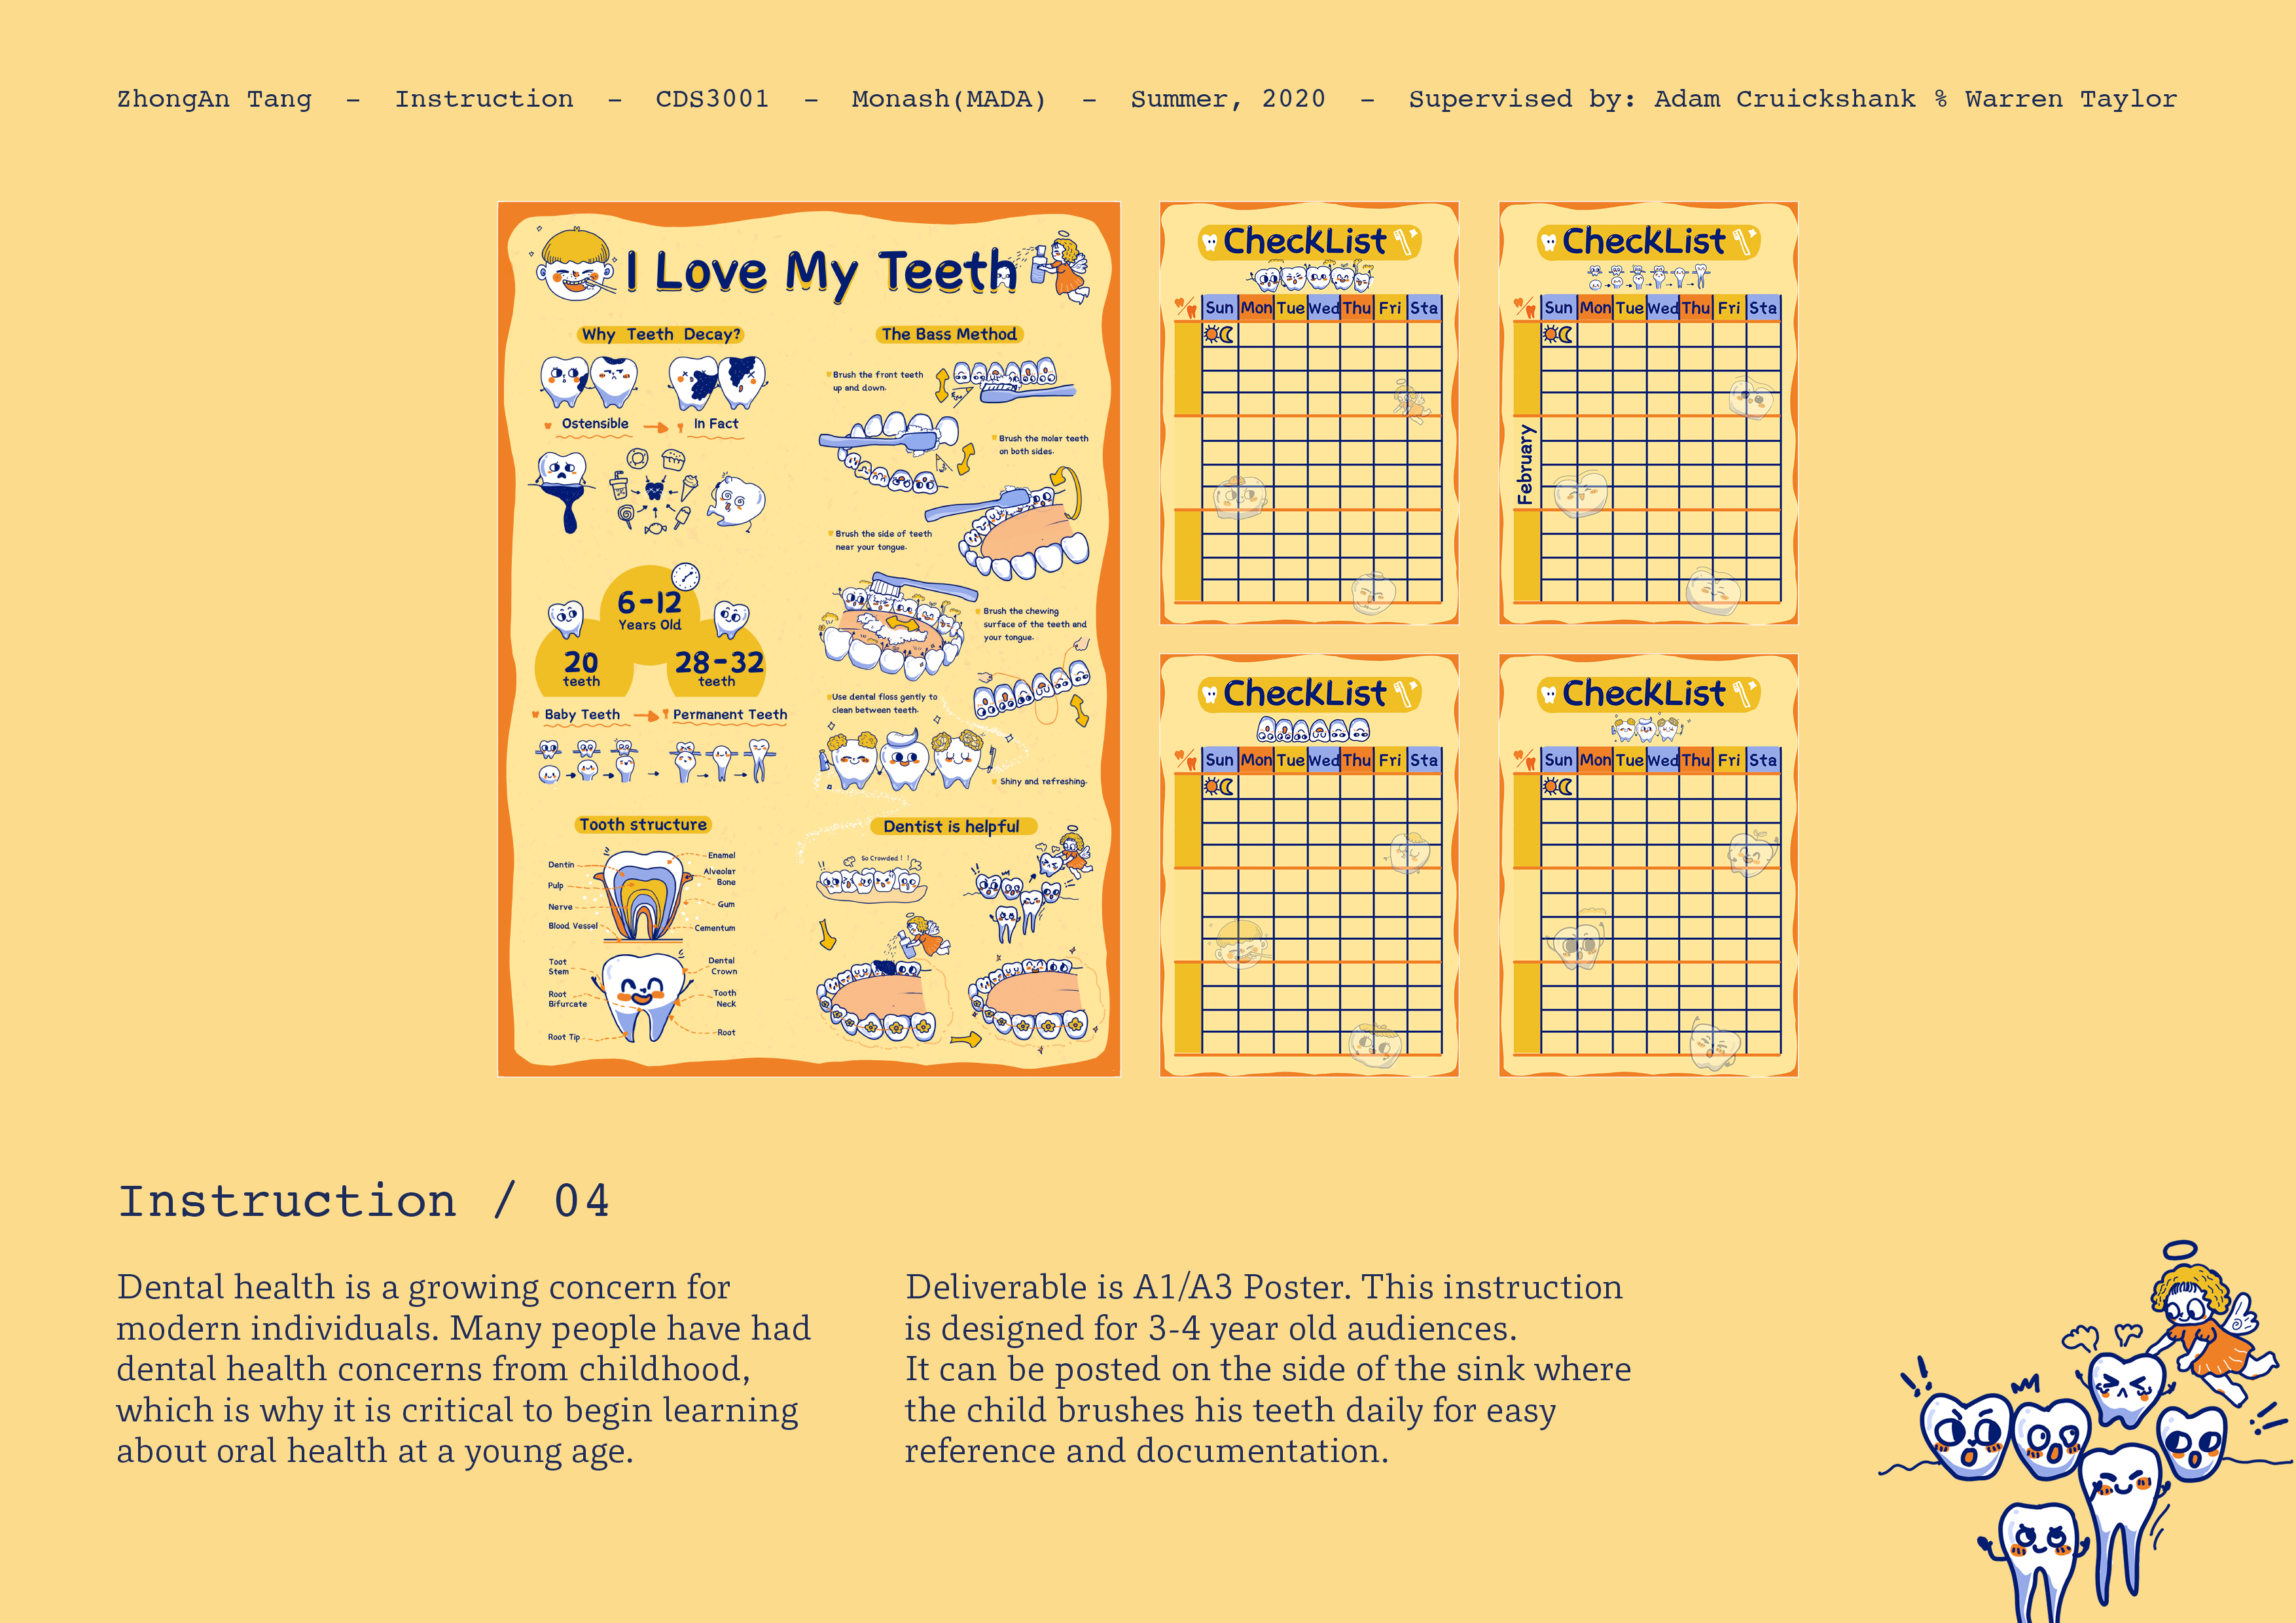 ZhongAn Tang – Instruction – CDS3001 – Monash(MADA) – Summer, 2020 – Supervised by: Adam Cruickshank % Warren Taylor
I Love My Teeth
Why Teeth Decay?
Ostensible
In Fact
6-12
Years Old
20
teeth
28-32
teeth
Baby Teeth
Permanent Teeth
Tooth structure
Dentin
Pulp
Nerve
Blood Vessel
Enamel
Alveolar
Bone
Gum
Cementum
Toot
Stem
Root
Bifurcate
Root Tip
Dental
Crown
Tooth
Neck
Root
The Bass Method
Brush the front teeth
up and down.
Brush the molar teeth
on both sides.
Brush the side of teeth
near your tongue.
Brush the chewing
surface of the teeth and
your tongue.
Use dental floss gently to
clean between teeth.
Shiny and refreshing.
Dentist is helpful
So Crowded ! !
CheckList
Sun Mon Tue Wed Thu Fri Sta
CheckList
Sun Mon Tue Wed Thu Fri Sta
February
CheckList
Sun Mon Tue Wed Thu Fri Sta
CheckList
Sun Mon Tue Wed Thu Fri Sta
Instruction / 04
Dental health is a growing concern for
modern individuals. Many people have had
dental health concerns from childhood,
which is why it is critical to begin learning
about oral health at a young age.
Deliverable is A1/A3 Poster. This instruction
is designed for 3-4 year old audiences.
It can be posted on the side of the sink where
the child brushes his teeth daily for easy
reference and documentation.